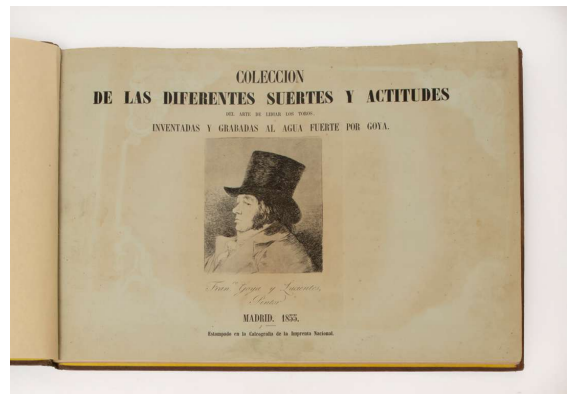 COLECCION
DE LAS DIFERENTES SUERTES Y ACTITUDES
DEL ARTE DE LIDIAR LOS TOROS,
INVENTADAS Y GRABADAS AL AGUA FUERTE POR GOYA.
Fran.co Goya y Lucientes,
Pintor
MADRID. 1855.
Estampado en la Calcografía de la Imprenta Nacional.